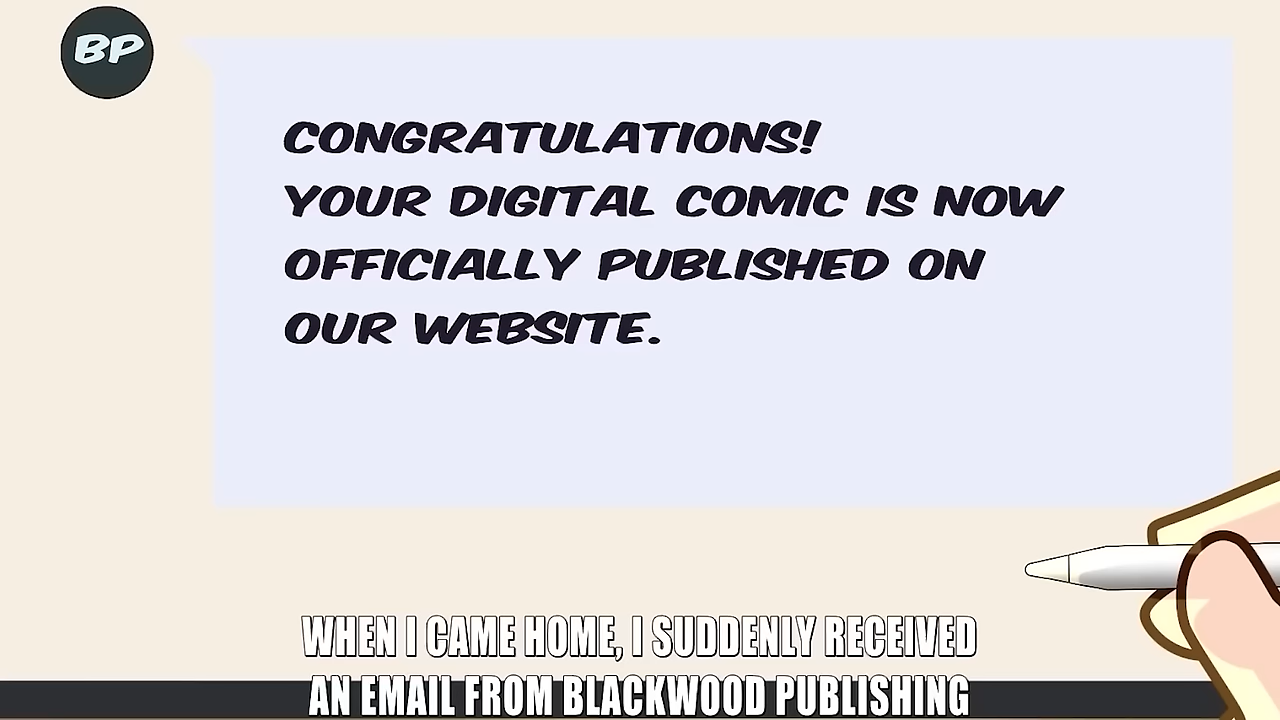 BP
CONGRATULATIONS!
YOUR DIGITAL COMIC IS NOW
OFFICIALLY PUBLISHED ON
OUR WEBSITE.
WHEN I CAME HOME, I SUDDENLY RECEIVED
AN EMAIL FROM BLACKWOOD PUBLISHING